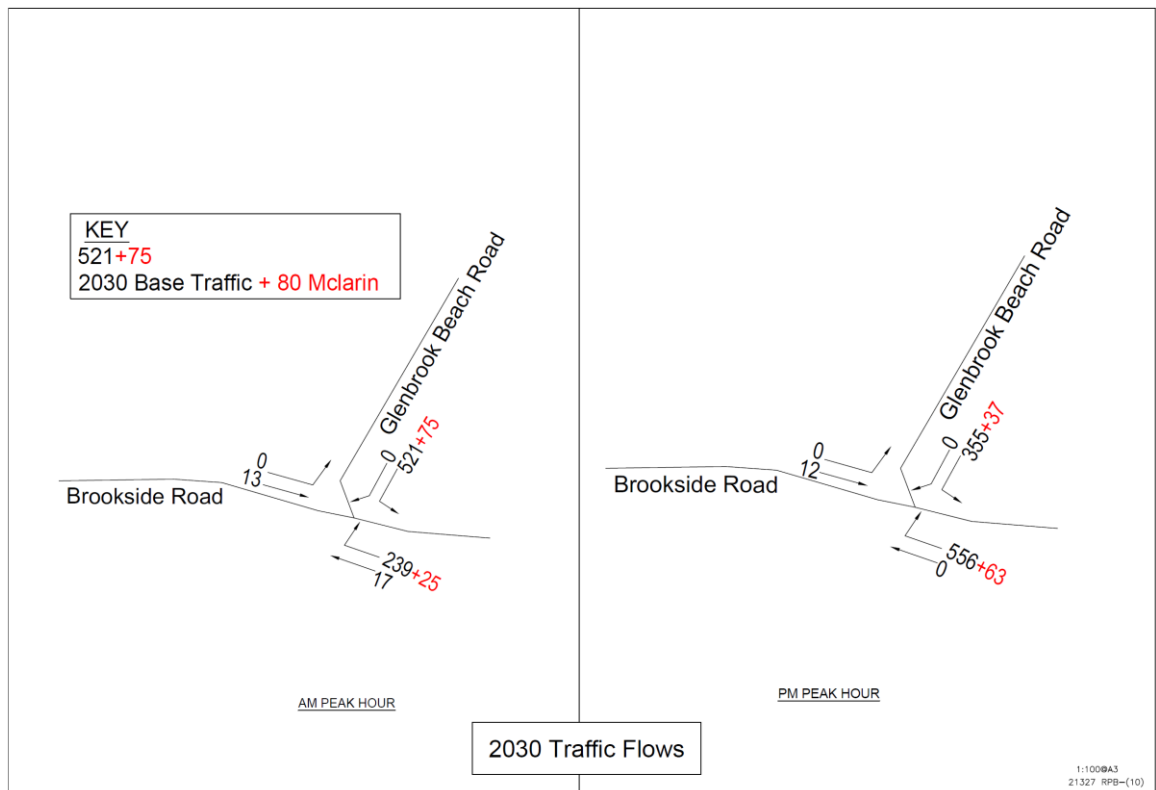 KEY
521+75
2030 Base Traffic + 80 Mclarin
Glenbrook Beach Road
0
13
0
521+75
Brookside Road
239+25
17
AM PEAK HOUR
Glenbrook Beach Road
0
12
0
355+37
Brookside Road
556+63
0
PM PEAK HOUR
2030 Traffic Flows
1:100@A3
21327 RPB-(10)